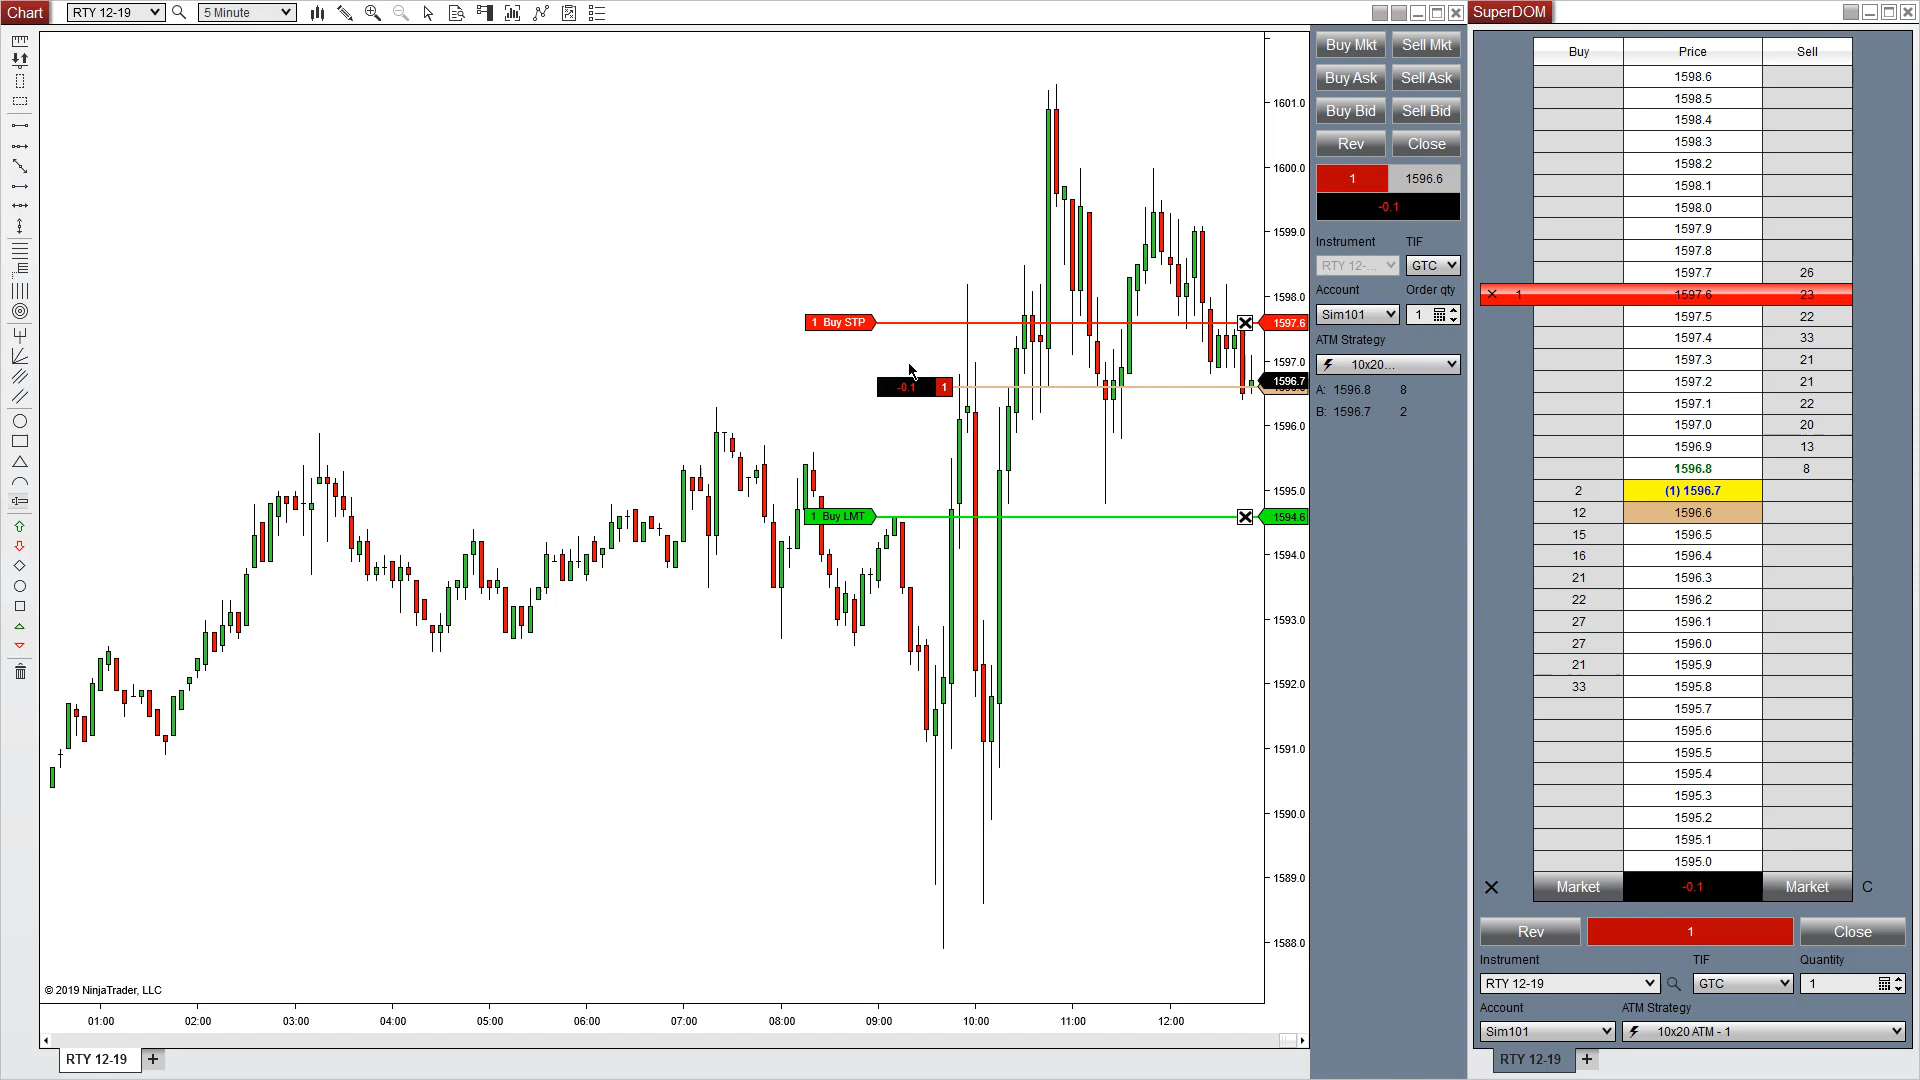 Chart
RTY 12-19
5 Minute
SuperDOM
1601.0
1600.0
1599.0
1598.0
1 Buy STP
1597.6
1597.0
1596.7
-0.1 1
1596.0
1595.0
1 Buy LMT
1594.6
1594.0
1593.0
1592.0
1591.0
1590.0
1589.0
1588.0
© 2019 NinjaTrader, LLC
01:00 02:00 03:00 04:00 05:00 06:00 07:00 08:00 09:00 10:00 11:00 12:00
RTY 12-19 +
Buy Mkt Sell Mkt
Buy Ask Sell Ask
Buy Bid Sell Bid
Rev Close
1 1596.6
-0.1
Instrument TIF
RTY 12-... GTC
Account Order qty
Sim101 1
ATM Strategy
10x20...
A: 1596.8 8
B: 1596.7 2
Buy Price Sell
1598.6
1598.5
1598.4
1598.3
1598.2
1598.1
1598.0
1597.9
1597.8
1597.7 26
1 1597.6 23
1597.5 22
1597.4 33
1597.3 21
1597.2 21
1597.1 22
1597.0 20
1596.9 13
1596.8 8
2 (1) 1596.7
12 1596.6
15 1596.5
16 1596.4
21 1596.3
22 1596.2
27 1596.1
27 1596.0
21 1595.9
33 1595.8
1595.7
1595.6
1595.5
1595.4
1595.3
1595.2
1595.1
1595.0
Market -0.1 Market C
Rev 1 Close
Instrument TIF Quantity
RTY 12-19 GTC 1
Account ATM Strategy
Sim101 10x20 ATM - 1
RTY 12-19 +